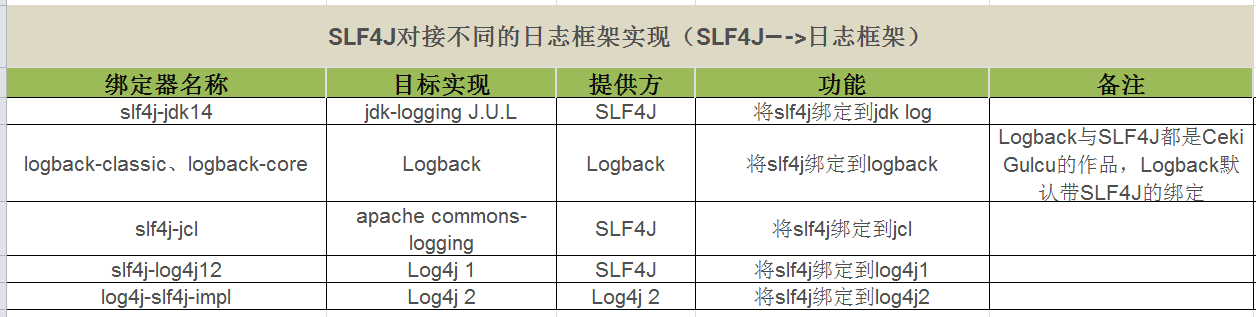 SLF4J对接不同的日志框架实现（SLF4J—->日志框架）
绑定器名称 目标实现 提供方 功能 备注
slf4j-jdk14 jdk-logging J.U.L SLF4J 将slf4j绑定到jdk log
logback-classic、logback-core Logback Logback 将slf4j绑定到logback
Logback与SLF4J都是Ceki
Gulcu的作品，Logback默
认带SLF4J的绑定
slf4j-jcl
apache commons-
logging
SLF4J 将slf4j绑定到jcl
slf4j-log4j12 Log4j 1 SLF4J 将slf4j绑定到log4j1
log4j-slf4j-impl Log4j 2 Log4j 2 将slf4j绑定到log4j2